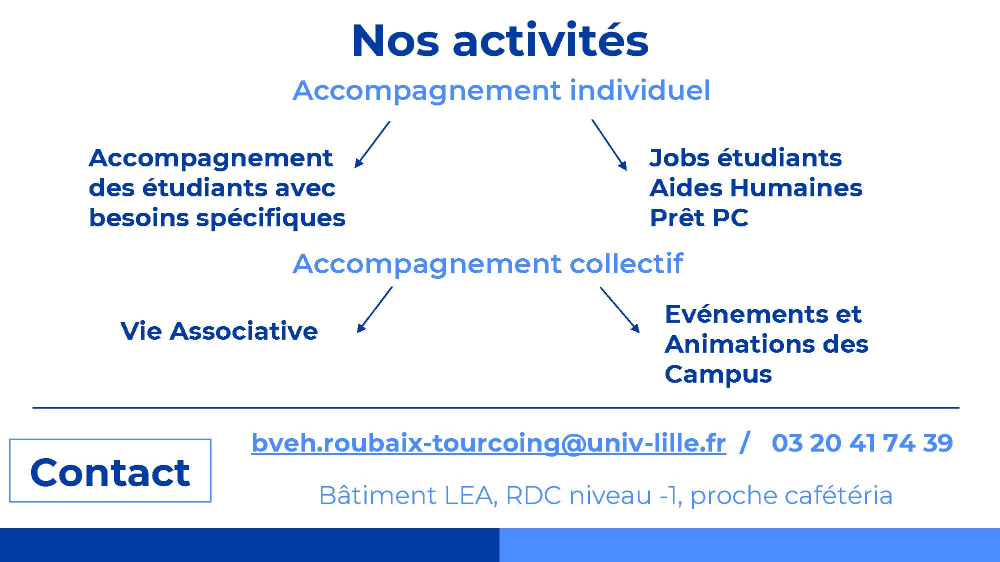 Nos activités
Accompagnement individuel
Accompagnement
des étudiants avec
besoins spécifiques
Jobs étudiants
Aides Humaines
Prêt PC
Accompagnement collectif
Vie Associative
Evénements et
Animations des
Campus
Contact
bveh.roubaix-tourcoing@univ-lille.fr / 03 20 41 74 39
Bâtiment LEA, RDC niveau -1, proche cafétéria